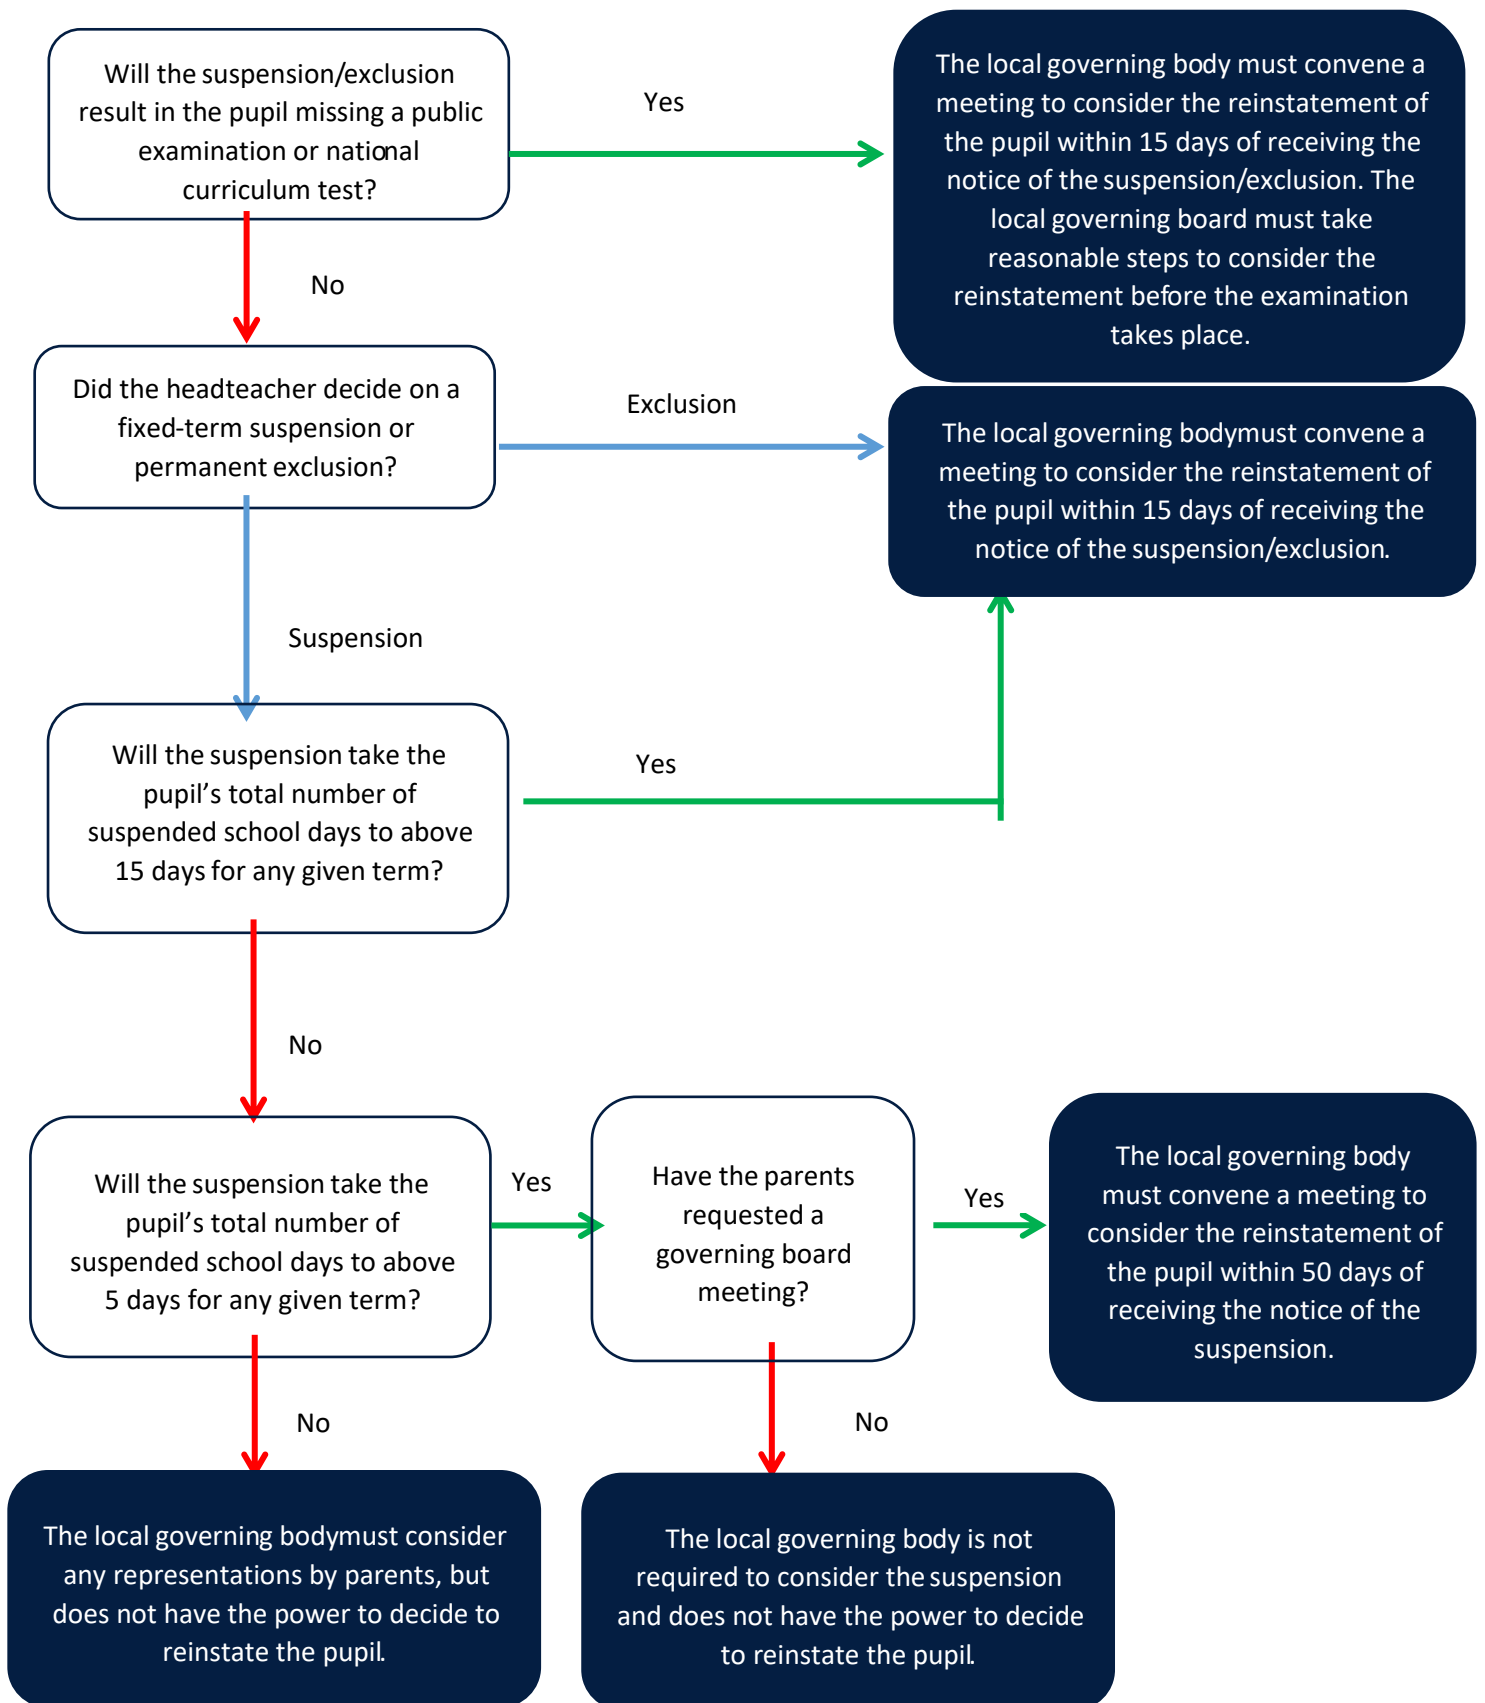 Will the suspension/exclusion
result in the pupil missing a public
examination or national
curriculum test?
Yes
The local governing body must convene a
meeting to consider the reinstatement of
the pupil within 15 days of receiving the
notice of the suspension/exclusion. The
local governing board must take
reasonable steps to consider the
reinstatement before the examination
takes place.
No
Did the headteacher decide on a
fixed-term suspension or
permanent exclusion?
Exclusion
The local governing bodymust convene a
meeting to consider the reinstatement of
the pupil within 15 days of receiving the
notice of the suspension/exclusion.
Suspension
Will the suspension take the
pupil’s total number of
suspended school days to above
15 days for any given term?
Yes
No
Will the suspension take the
pupil’s total number of
suspended school days to above
5 days for any given term?
Yes
Have the parents
requested a
governing board
meeting?
Yes
The local governing body
must convene a meeting to
consider the reinstatement of
the pupil within 50 days of
receiving the notice of the
suspension.
No
No
The local governing bodymust consider
any representations by parents, but
does not have the power to decide to
reinstate the pupil.
The local governing body is not
required to consider the suspension
and does not have the power to decide
to reinstate the pupil.